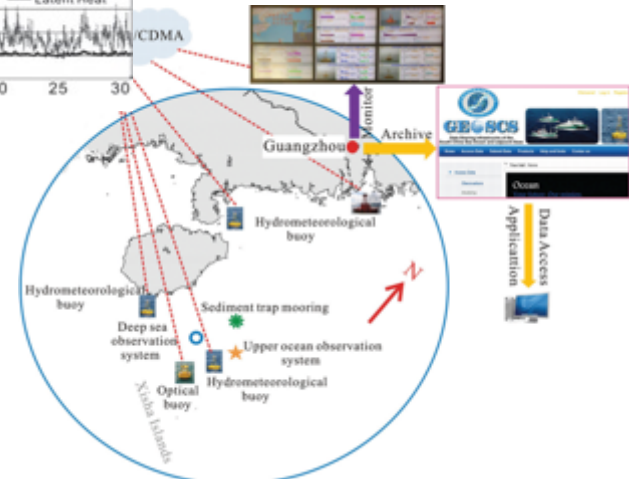 Latent Heat
/CDMA
0 25 30
Monitor
Guangzhou
Archive
GEOSCS
Ocean
Hydrometeorological
buoy
Data Access
Application
N
Hydrometeorological
buoy
Sediment trap mooring
Deep sea
observation
system
Upper ocean observation
system
Hydrometeorological
buoy
Optical
buoy
Xisha Islands